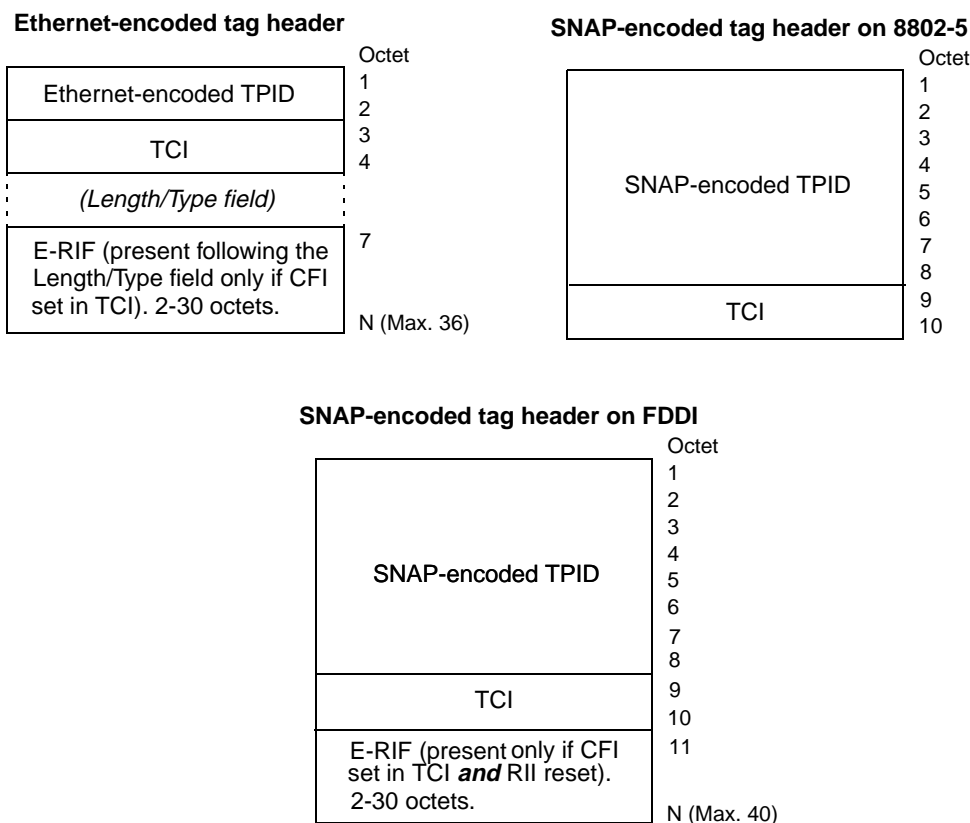 Ethernet-encoded tag header
Octet
Ethernet-encoded TPID
1
2
TCI
3
4
(Length/Type field)
E-RIF (present following the
Length/Type field only if CFI
set in TCI). 2-30 octets.
7
N (Max. 36)
SNAP-encoded tag header on 8802-5
Octet
SNAP-encoded TPID
1
2
3
4
5
6
7
8
TCI
9
10
SNAP-encoded tag header on FDDI
Octet
SNAP-encoded TPID
1
2
3
4
5
6
7
8
TCI
9
10
E-RIF (present only if CFI
set in TCI and RII reset).
2-30 octets.
11
N (Max. 40)